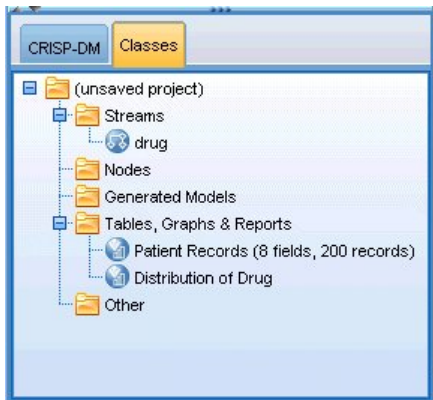 CRISP-DM Classes
(unsaved project)
Streams
drug
Nodes
Generated Models
Tables, Graphs & Reports
Patient Records (8 fields, 200 records)
Distribution of Drug
Other